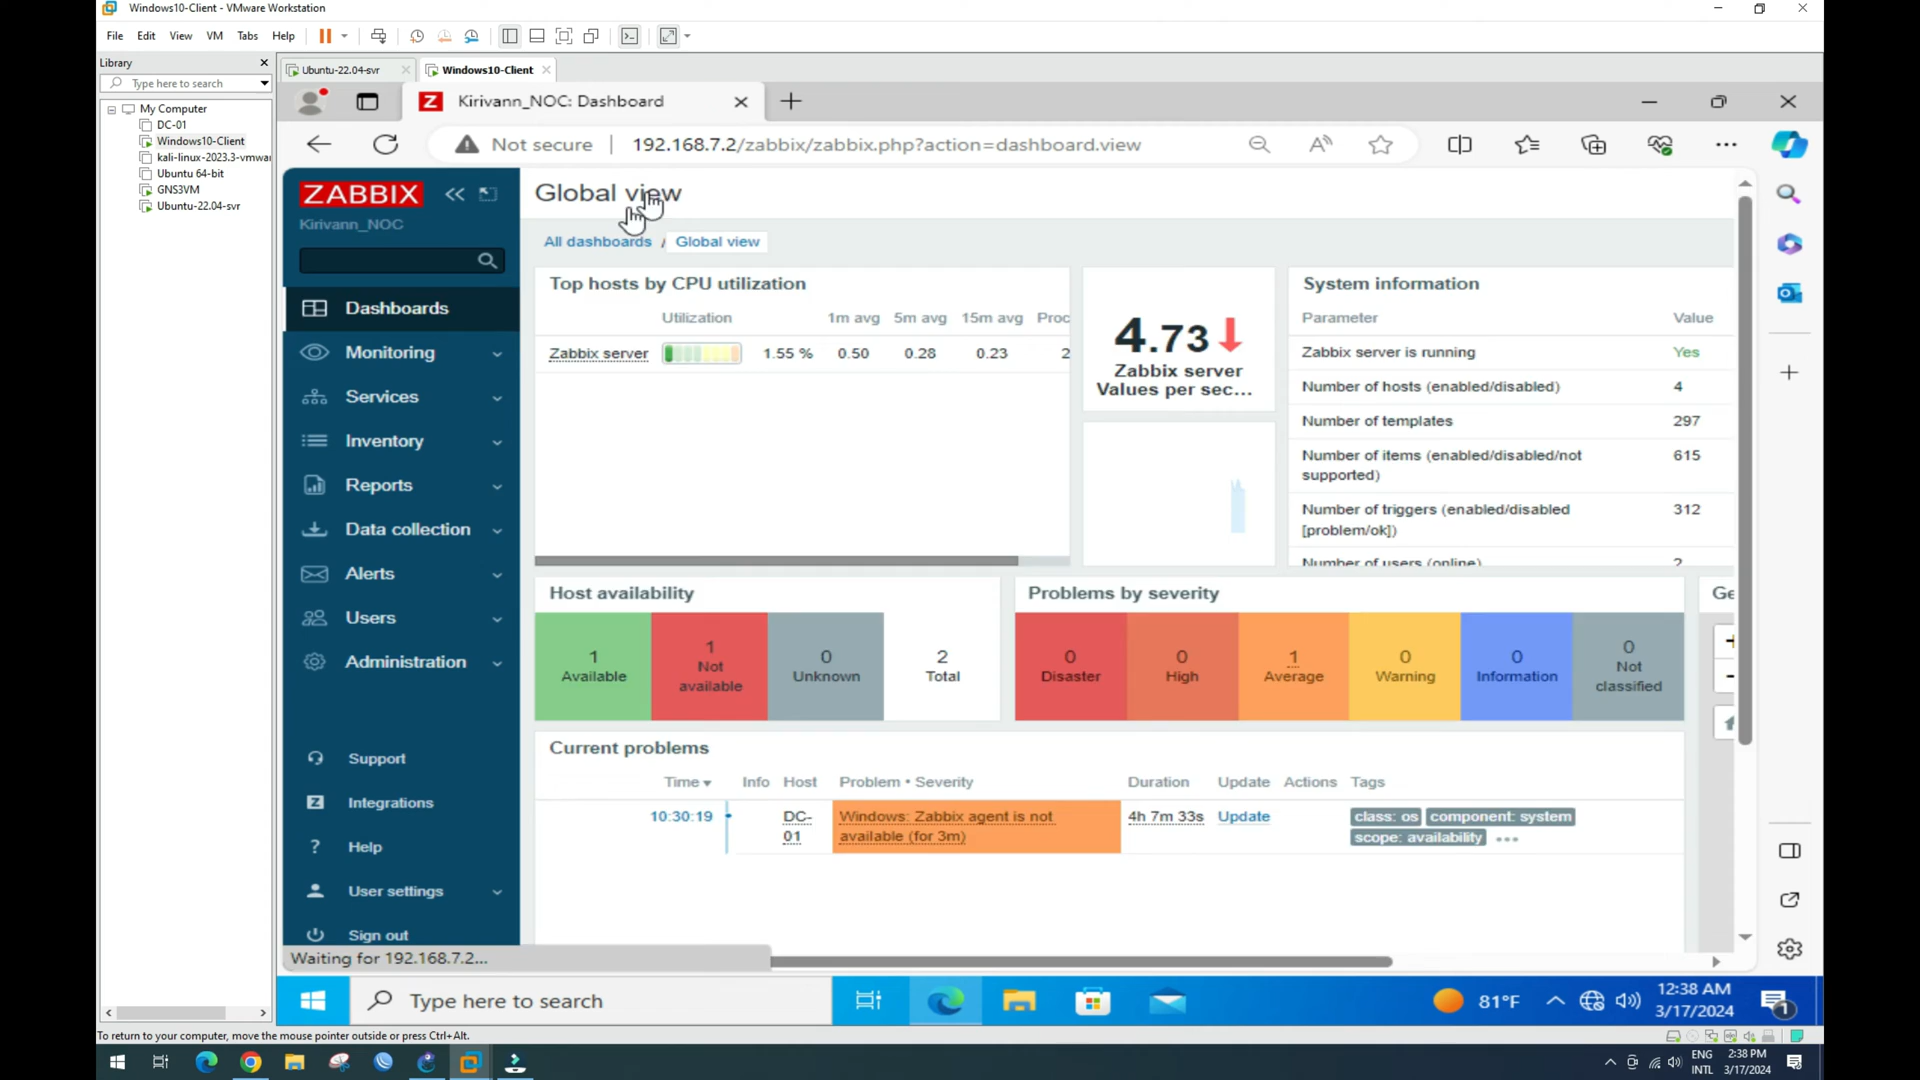 Windows10-Client - VMware Workstation
File Edit View VM Tabs Help
Library
Type here to search
My Computer
DC-01
Windows10-Client
kali-linux-2023.3-vmwar
Ubuntu 64-bit
GNS3VM
Ubuntu-22.04-svr
Ubuntu-22.04-svr
Windows10-Client
Kirivann_NOC: Dashboard
Not secure
192.168.7.2/zabbix/zabbix.php?action=dashboard.view
ZABBIX
Kirivann_NOC
Dashboards
Monitoring
Services
Inventory
Reports
Data collection
Alerts
Users
Administration
Support
Integrations
Help
User settings
Sign out
Waiting for 192.168.7.2...
Global view
All dashboards / Global view
Top hosts by CPU utilization
Utilization 1m avg 5m avg 15m avg Proc
Zabbix server 1.55 % 0.50 0.28 0.23 2
4.73
Zabbix server
Values per sec...
System information
Parameter Value
Zabbix server is running Yes
Number of hosts (enabled/disabled) 4
Number of templates 297
Number of items (enabled/disabled/not 615
supported)
Number of triggers (enabled/disabled 312
[problem/ok])
Number of users (online) 2
Host availability
1 Available
1 Not available
0 Unknown
2 Total
Problems by severity
0 Disaster
0 High
1 Average
0 Warning
0 Information
0 Not classified
Ge
+
-
Current problems
Time Info Host Problem • Severity Duration Update Actions Tags
10:30:19 DC- Windows: Zabbix agent is not 4h 7m 33s Update class: os component: system
01 available (for 3m) scope: availability •••
Type here to search
81°F
12:38 AM
3/17/2024
1
To return to your computer, move the mouse pointer outside or press Ctrl+Alt.
ENG 2:38 PM
INTL 3/17/2024